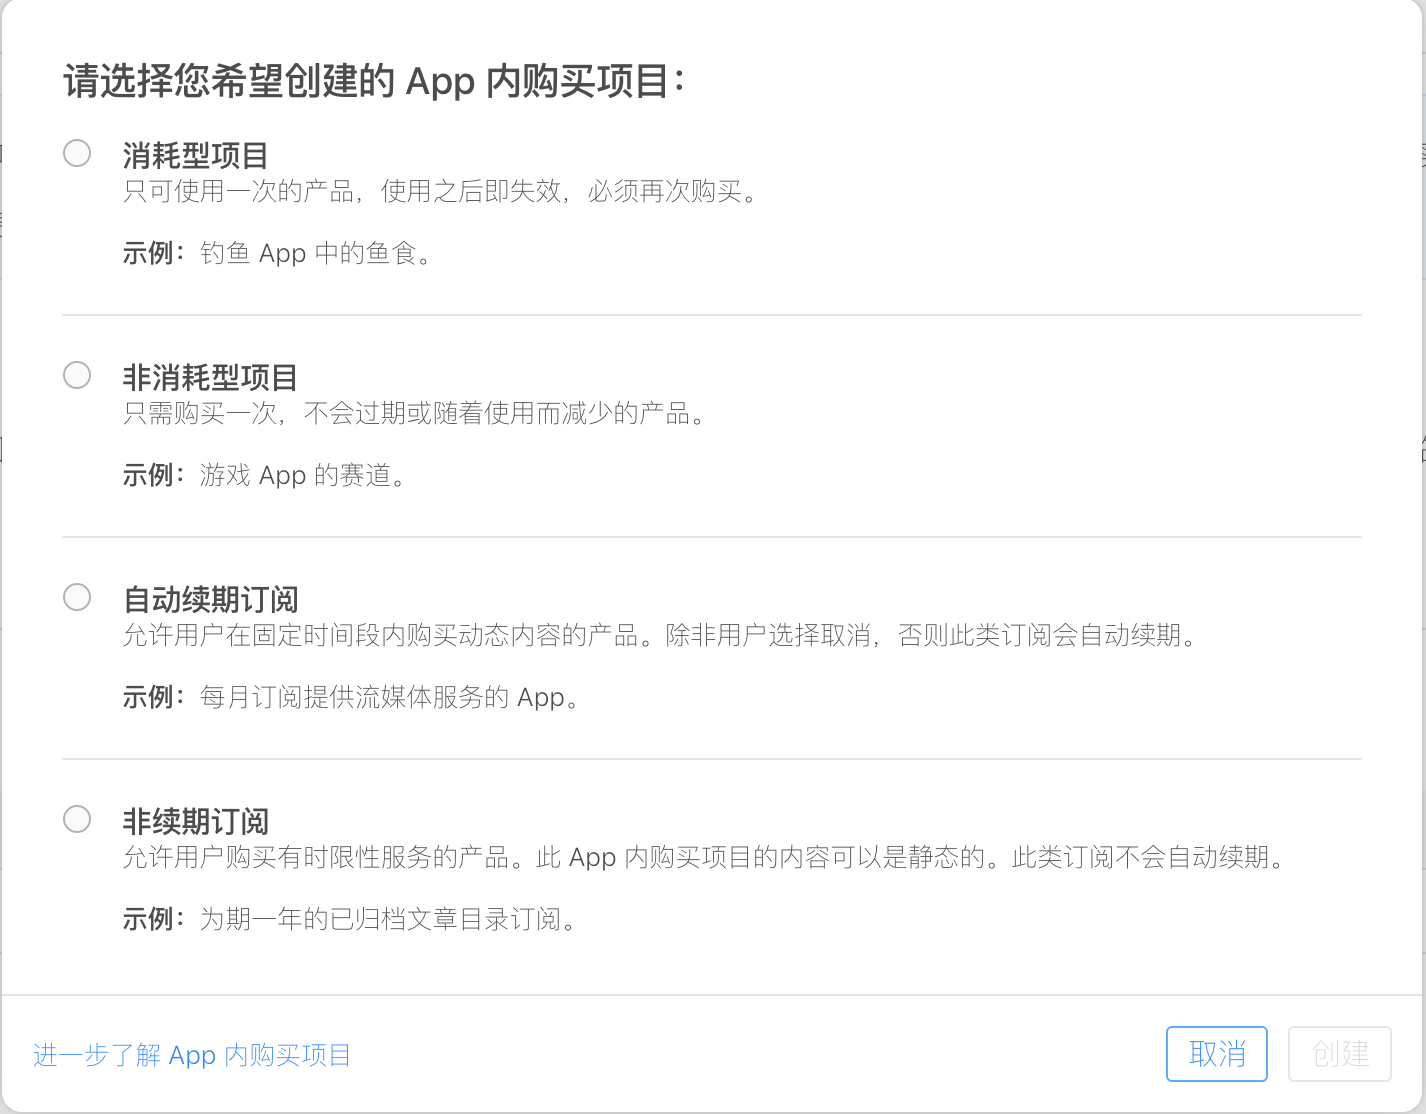 请选择您希望创建的 App 内购买项目：
消耗型项目
只可使用一次的产品，使用之后即失效，必须再次购买。
示例：钓鱼 App 中的鱼食。
非消耗型项目
只需购买一次，不会过期或随着使用而减少的产品。
示例：游戏 App 的赛道。
自动续期订阅
允许用户在固定时间段内购买动态内容的产品。除非用户选择取消，否则此类订阅会自动续期。
示例：每月订阅提供流媒体服务的 App。
非续期订阅
允许用户购买有时限性服务的产品。此 App 内购买项目的内容可以是静态的。此类订阅不会自动续期。
示例：为期一年的已归档文章目录订阅。
进一步了解 App 内购买项目
取消
创建